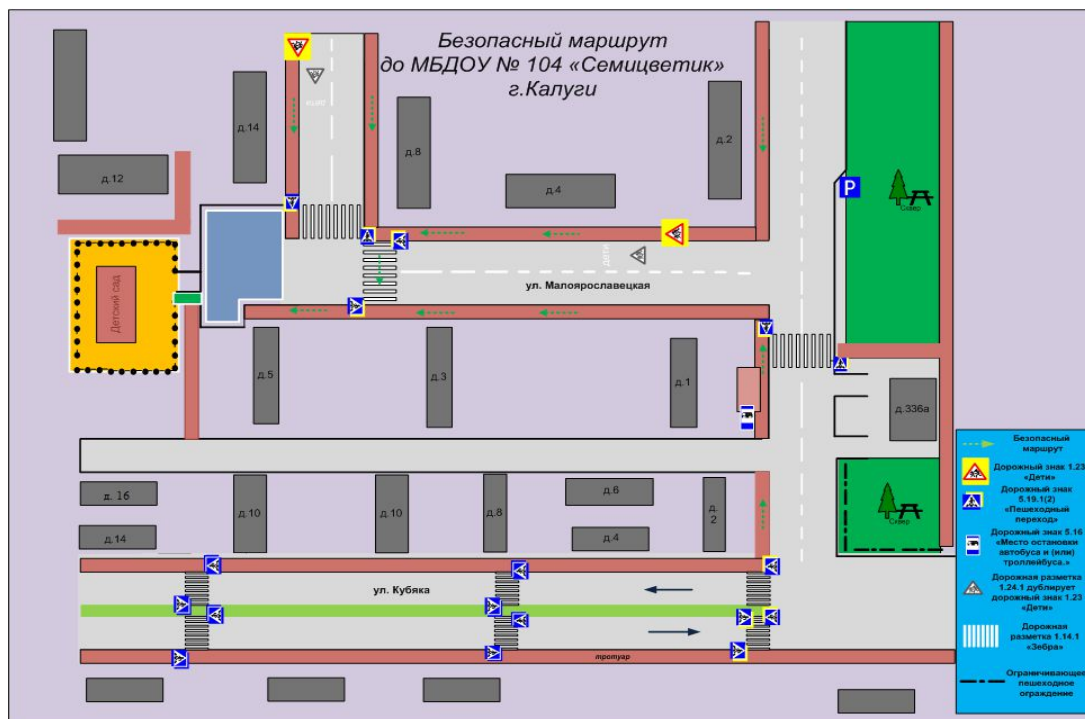 Безопасный маршрут
до МБДОУ № 104 «Семицветик»
г.Калуги
дети
д.14
д.8
д.2
д.12
д.4
P
Сквер
дети
ул. Малоярославецкая
Детский сад
д.5
д.3
д.1
д.336а
Безопасный
маршрут
Дорожный знак 1.23
«Дети»
Дорожный знак
5.19.1(2)
«Пешеходный
переход»
Дорожный знак 5.16
«Место остановки
автобуса и (или)
троллейбуса.»
Дорожная разметка
1.24.1 дублирует
дорожный знак 1.23
«Дети»
Дорожная
разметка 1.14.1
«Зебра»
Ограничивающее
пешеходное
ограждение
д. 16
д.10
д.10
д.8
д.6
д. 2
Сквер
д.14
д.4
ул. Кубяка
тротуар